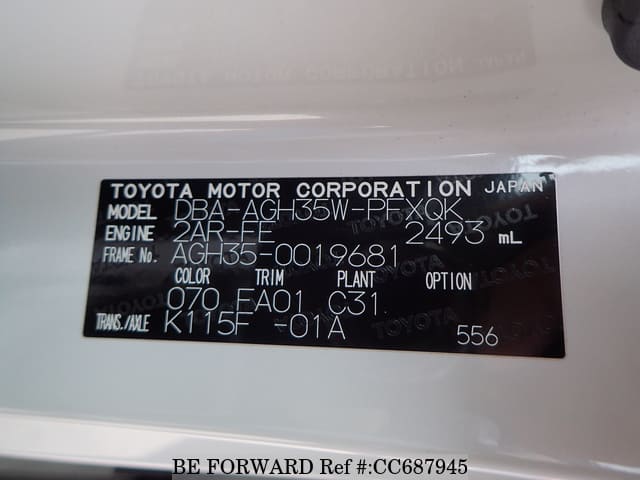 TOYOTA MOTOR CORPORATION JAPAN
MODEL DBA-AGH35W-PFXQK
ENGINE 2AR-FE 2493 mL
FRAME No. AGH35-0019681
COLOR TRIM PLANT OPTION
070 FA01 C31
TRANS./AXLE K115F -01A
556
BE FORWARD Ref #:CC687945